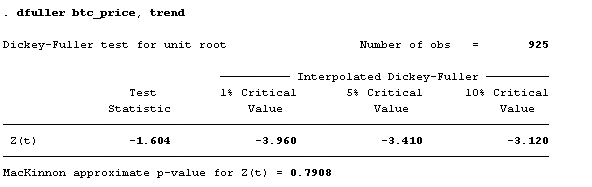 . dfuller btc_price, trend
Dickey-Fuller test for unit root Number of obs = 925
Interpolated Dickey-Fuller
Test 1% Critical 5% Critical 10% Critical
Statistic Value Value Value
Z(t) -1.604 -3.960 -3.410 -3.120
MacKinnon approximate p-value for Z(t) = 0.7908